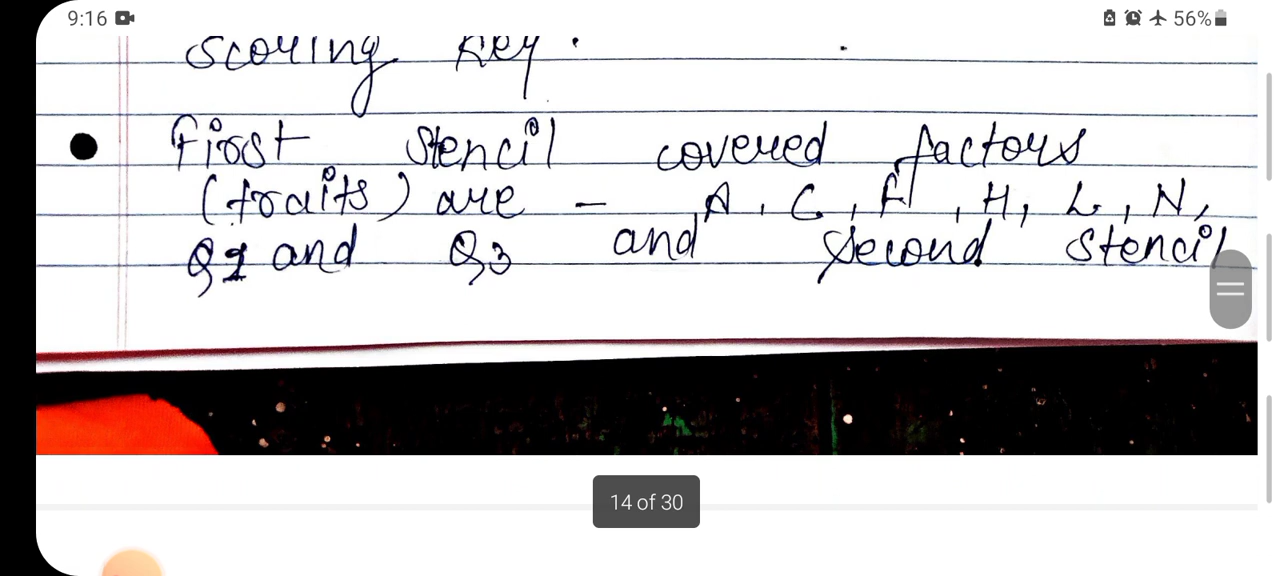 9:16 56%
scoring key.
First stencil covered factors
(traits) are - A, C, F, H, L, N,
Q1 and Q3 and second stencil
14 of 30